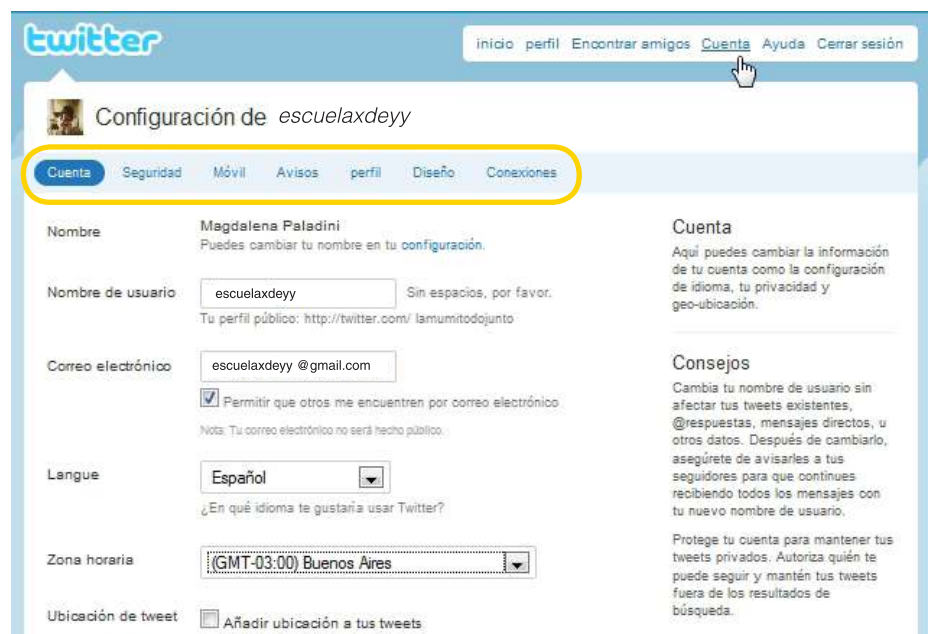 twitter
inicio perfil Encontrar amigos Cuenta Ayuda Cerrar sesión
Configuración de escuelaxdeyy
Cuenta Seguridad Móvil Avisos perfil Diseño Conexiones
Nombre
Magdalena Paladini
Puedes cambiar tu nombre en tu configuración.
Nombre de usuario
escuelaxdeyy
Sin espacios, por favor.
Tu perfil público: http://twitter.com/ lamumitodojunto
Correo electrónico
escuelaxdeyy @gmail.com
Permitir que otros me encuentren por correo electrónico
Nota: Tu correo electrónico no será hecho público.
Langue
Español
¿En qué idioma te gustaría usar Twitter?
Zona horaria
(GMT-03:00) Buenos Aires
Ubicación de tweet
Añadir ubicación a tus tweets
Cuenta
Aquí puedes cambiar la información
de tu cuenta como la configuración
de idioma, tu privacidad y
geo-ubicación.
Consejos
Cambia tu nombre de usuario sin
afectar tus tweets existentes,
@respuestas, mensajes directos, u
otros datos. Después de cambiarlo,
asegúrete de avisarles a tus
seguidores para que continues
recibiendo todos los mensajes con
tu nuevo nombre de usuario.
Protege tu cuenta para mantener tus
tweets privados. Autoriza quién te
puede seguir y mantén tus tweets
fuera de los resultados de
búsqueda.